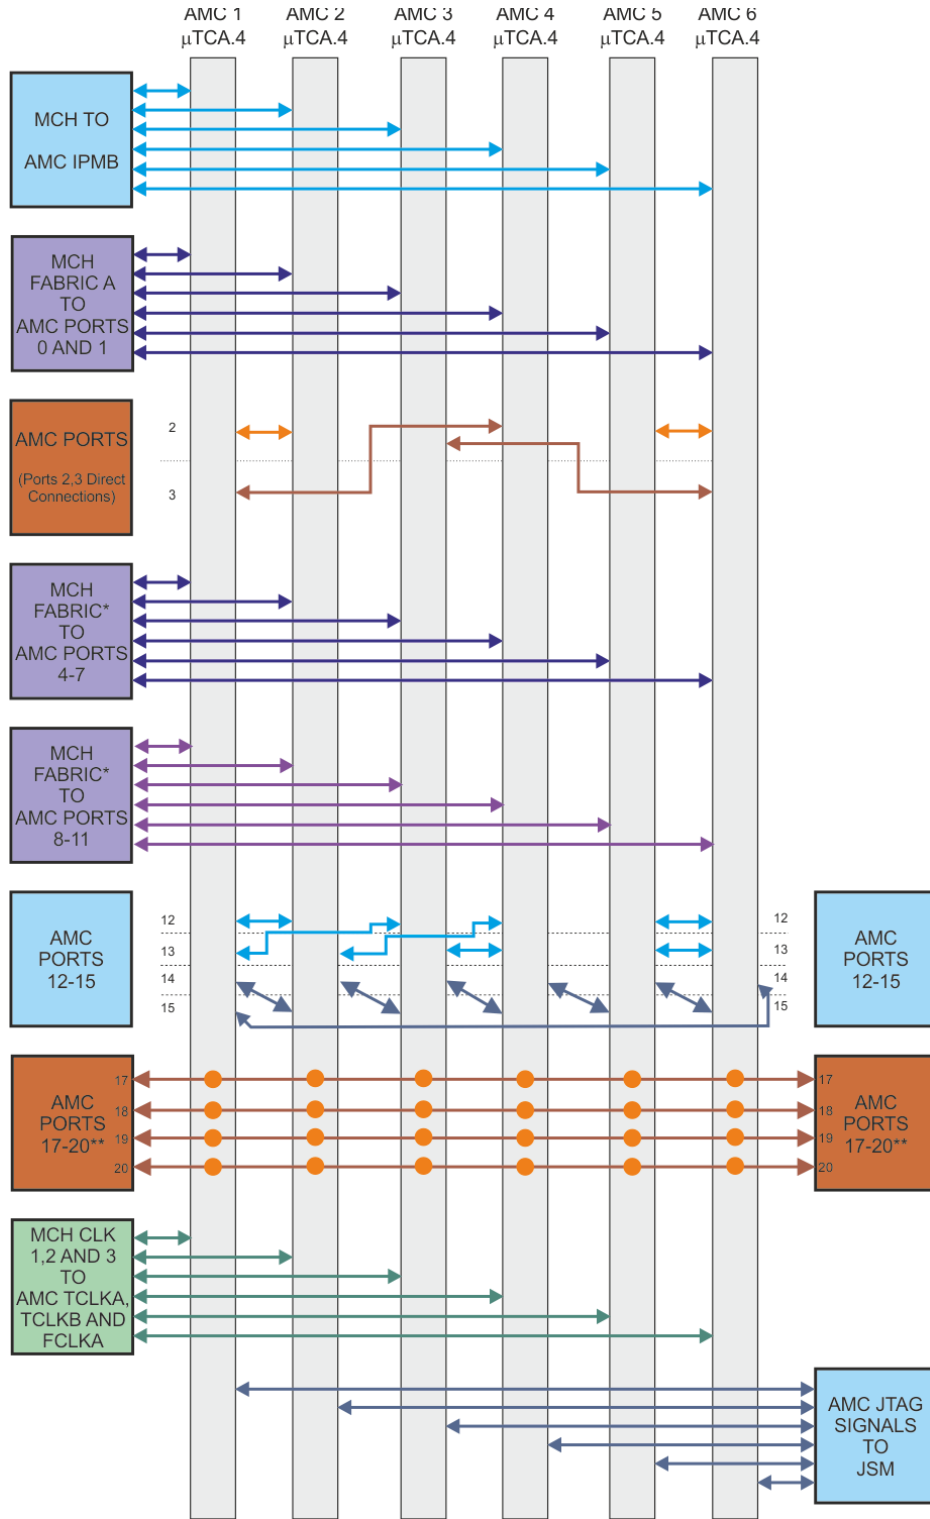 AMC 1 AMC 2 AMC 3 AMC 4 AMC 5 AMC 6
μTCA.4 μTCA.4 μTCA.4 μTCA.4 μTCA.4 μTCA.4
MCH TO
AMC IPMB
MCH
FABRIC A
TO
AMC PORTS
0 AND 1
AMC PORTS
(Ports 2,3 Direct
Connections)
2
3
MCH
FABRIC*
TO
AMC PORTS
4-7
MCH
FABRIC*
TO
AMC PORTS
8-11
AMC
PORTS
12-15
12
13
14
15
12
13
14
15
AMC
PORTS
12-15
AMC
PORTS
17-20**
17
18
19
20
17
18
19
20
AMC
PORTS
17-20**
MCH CLK
1,2 AND 3
TO
AMC TCLKA,
TCLKB AND
FCLKA
AMC JTAG
SIGNALS
TO
JSM